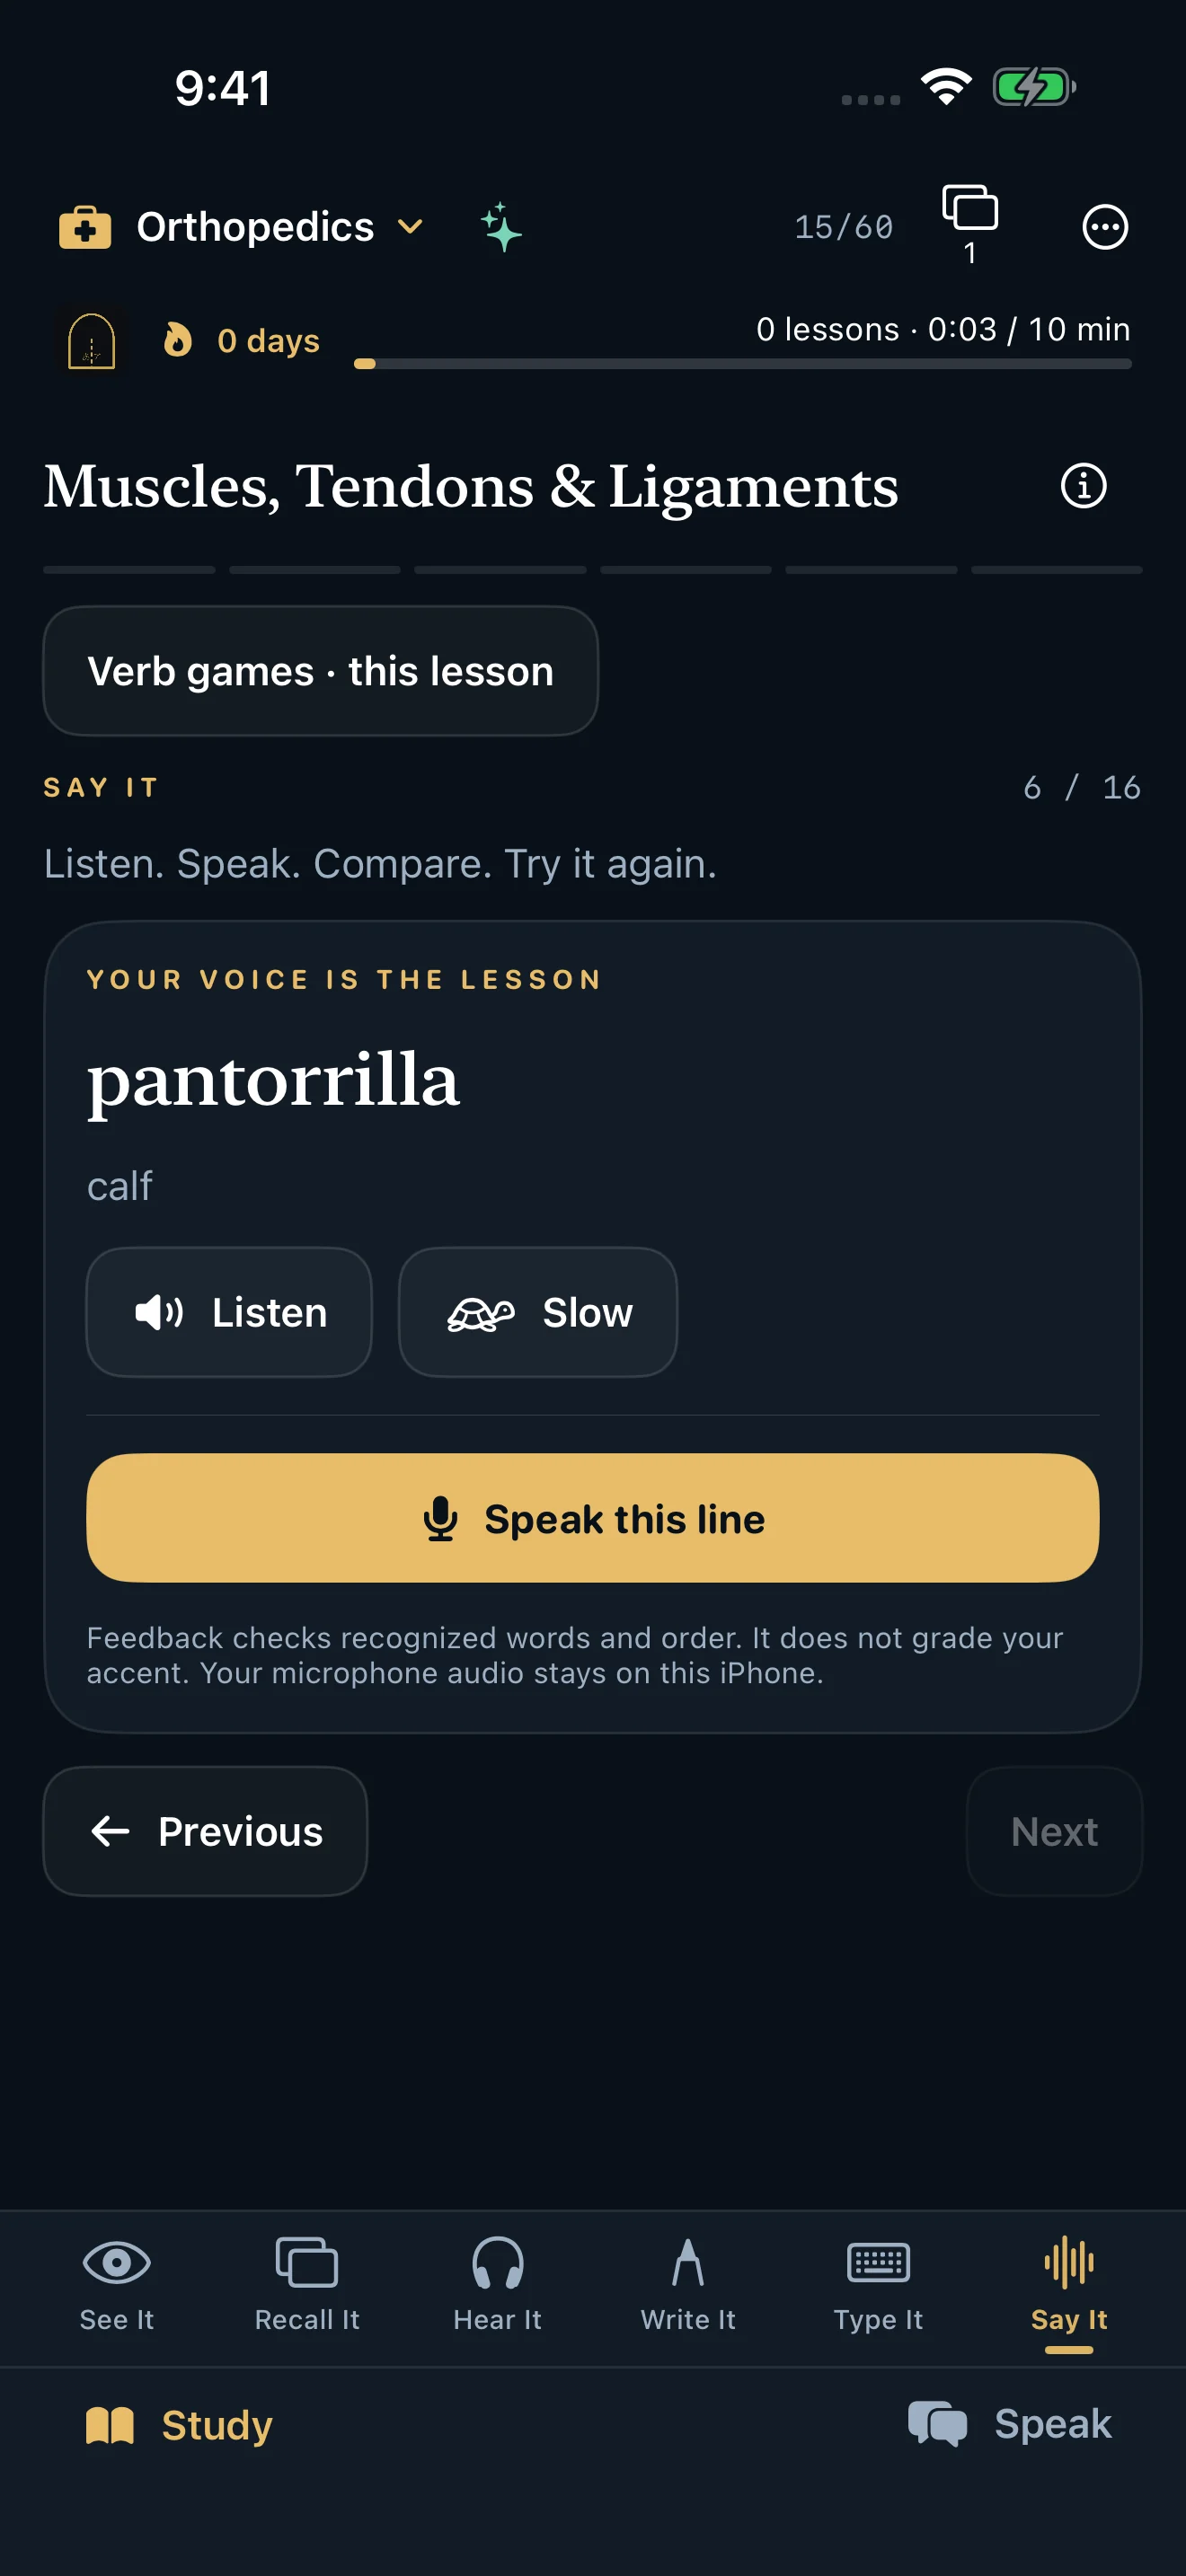 9:41
Orthopedics
15/60
1
0 days
0 lessons · 0:03 / 10 min
Muscles, Tendons & Ligaments
Verb games · this lesson
SAY IT
6 / 16
Listen. Speak. Compare. Try it again.
YOUR VOICE IS THE LESSON
pantorrilla
calf
Listen
Slow
Speak this line
Feedback checks recognized words and order. It does not grade your
accent. Your microphone audio stays on this iPhone.
Previous
Next
See It
Recall It
Hear It
Write It
Type It
Say It
Study
Speak